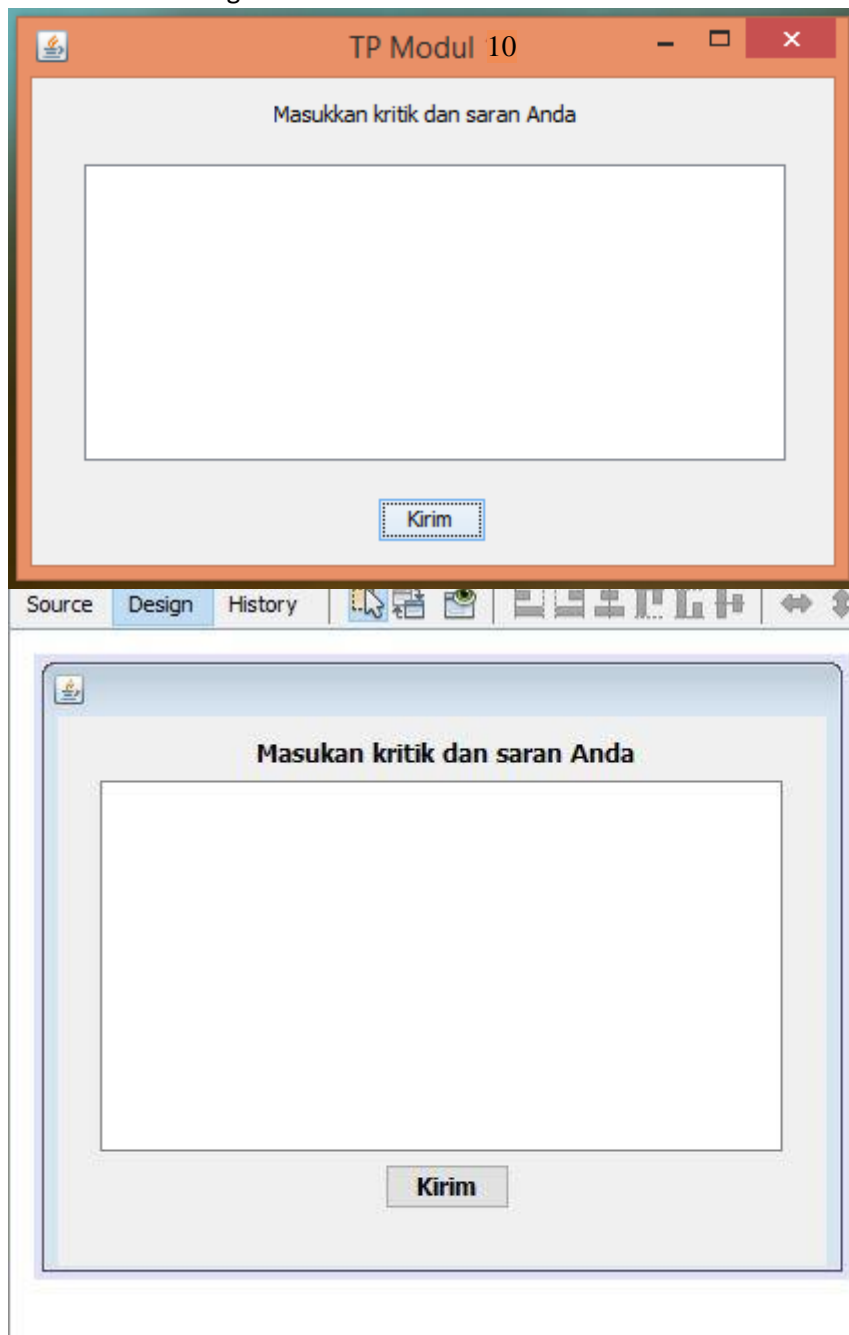 TP Modul 10
Masukkan kritik dan saran Anda
Kirim
Source Design History
Masukan kritik dan saran Anda
Kirim